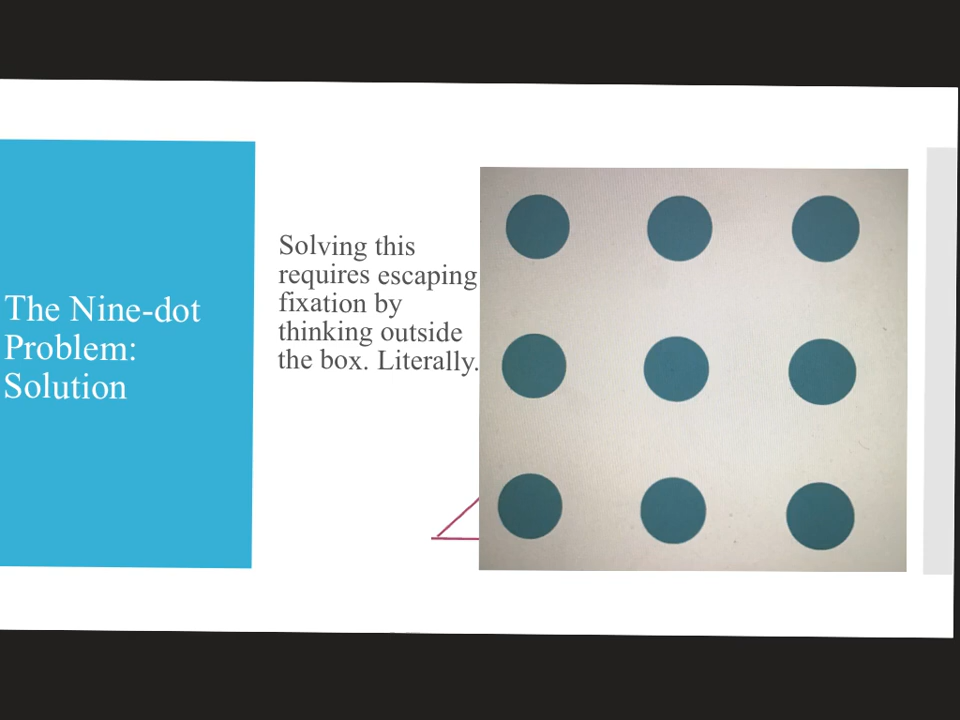 The Nine-dot
Problem:
Solution
Solving this
requires escaping
fixation by
thinking outside
the box. Literally.